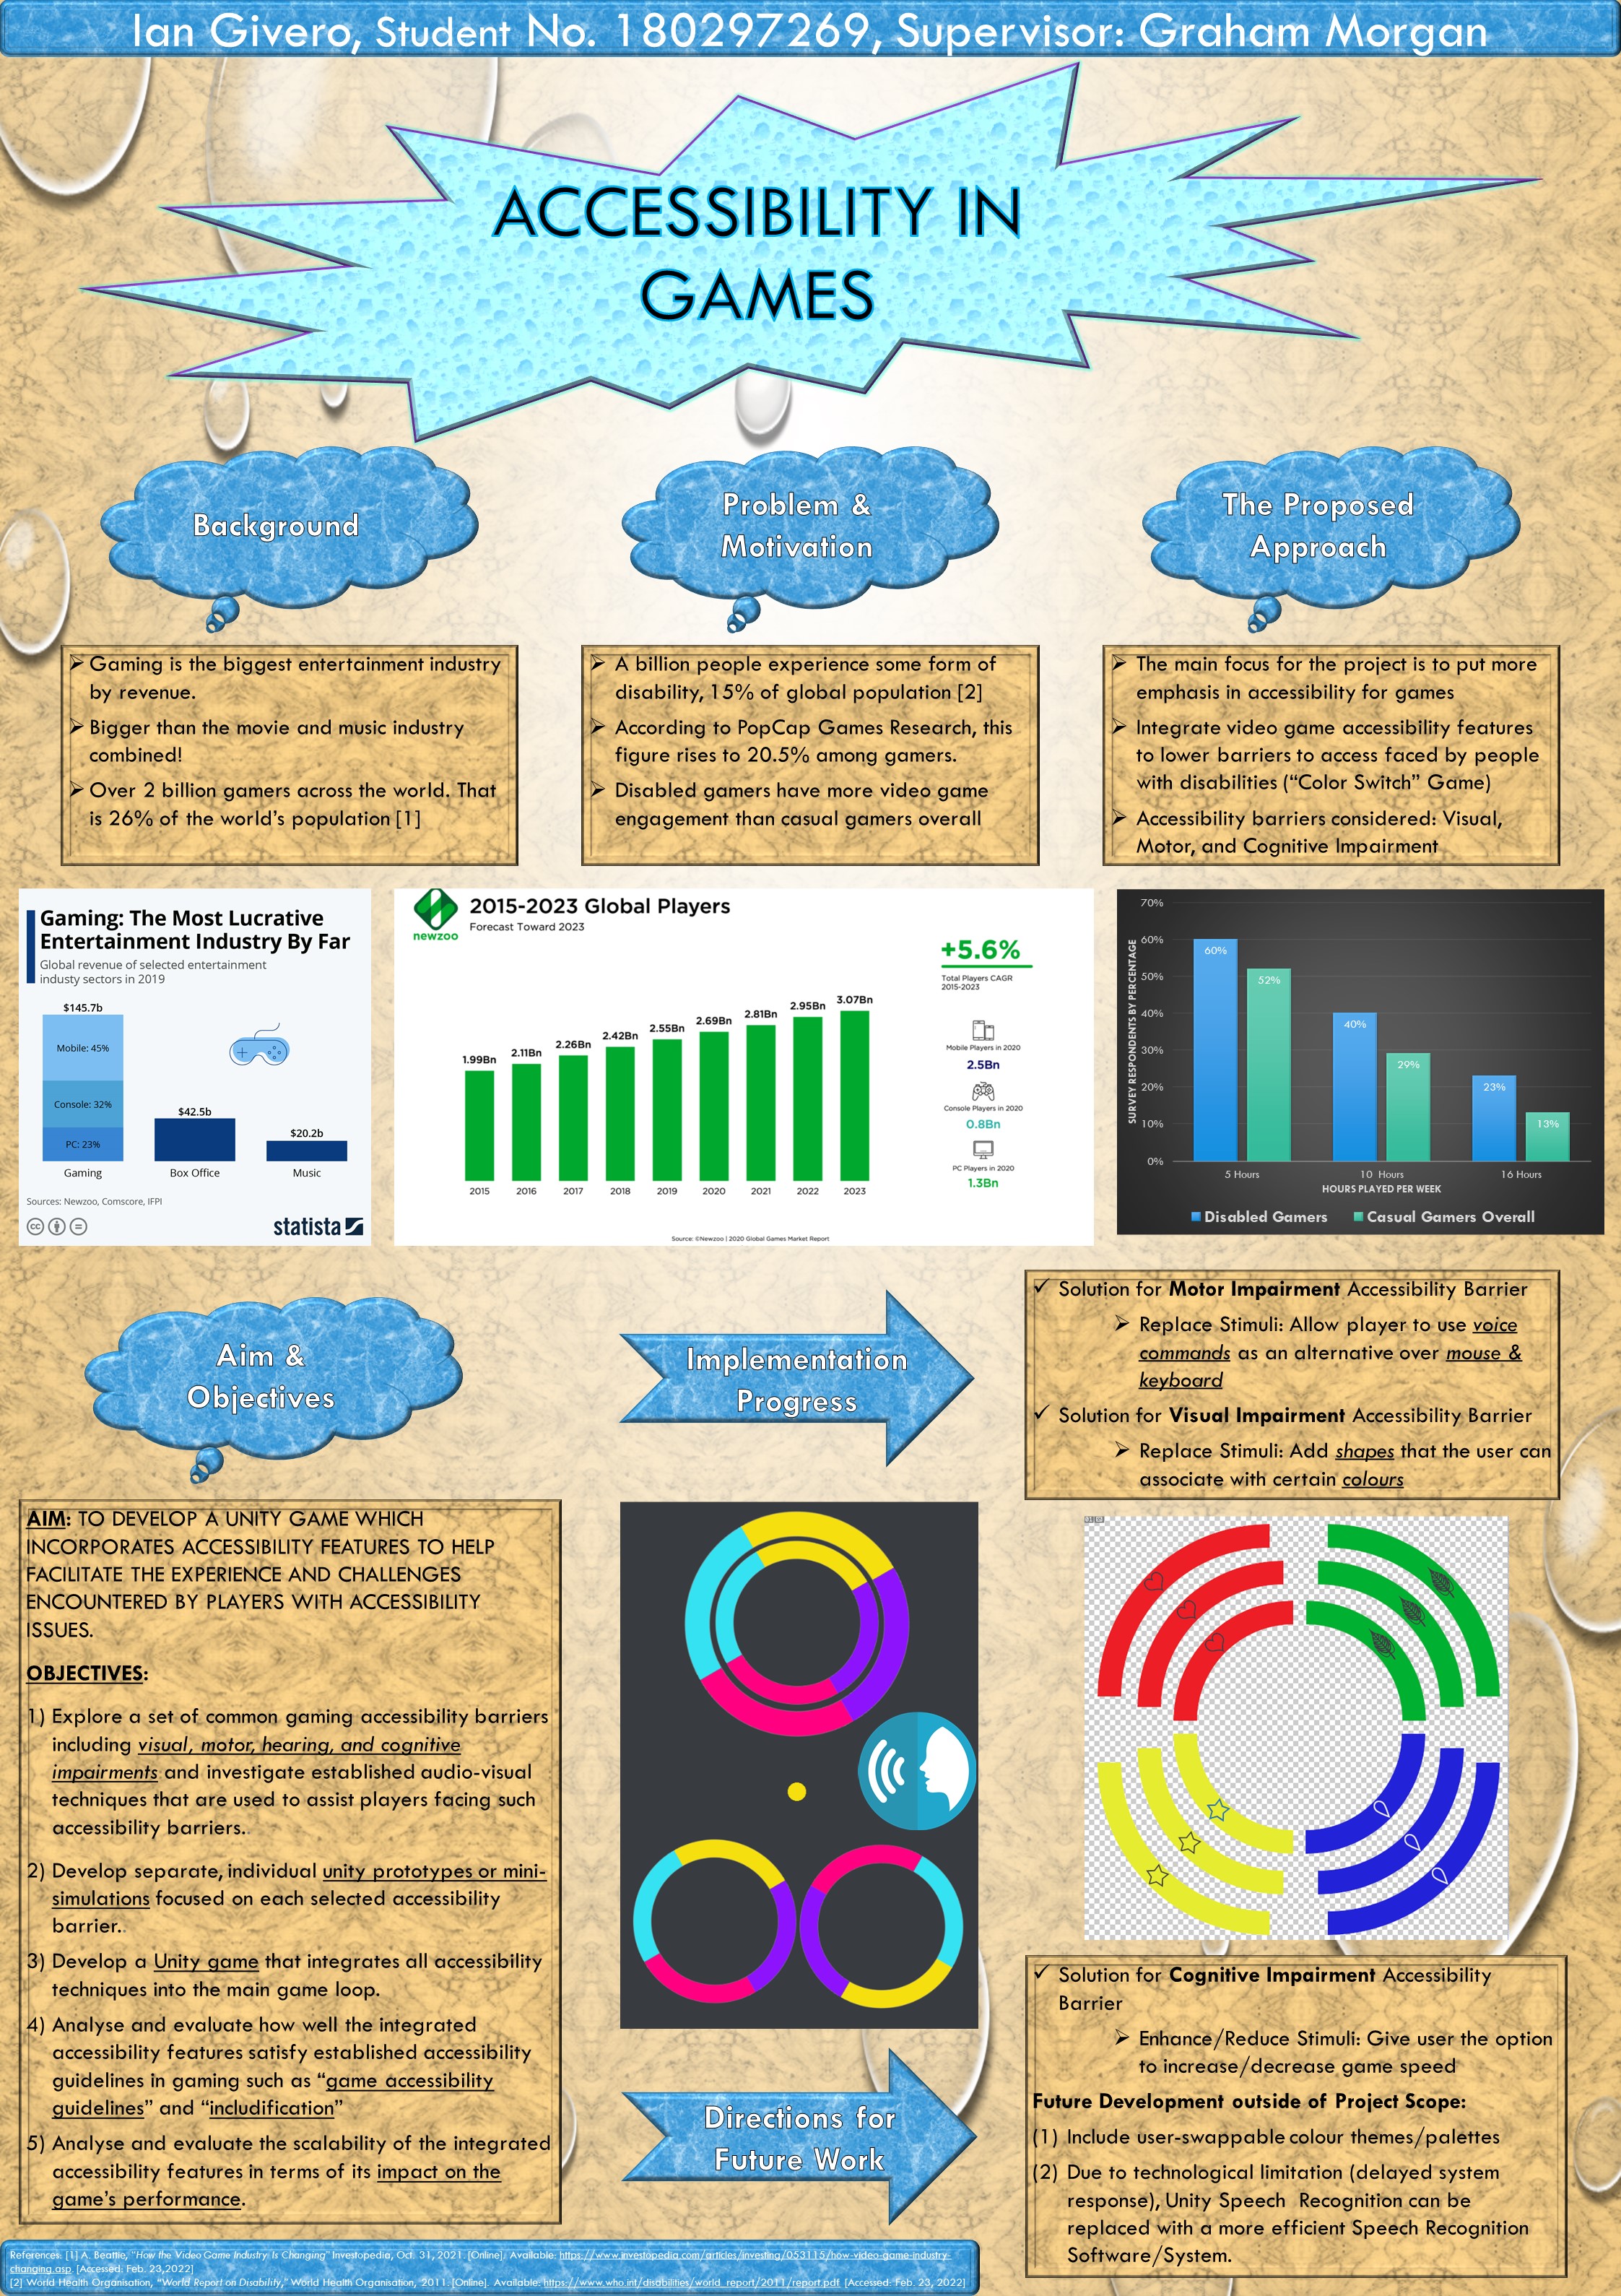 Ian Givero, Student No. 180297269, Supervisor: Graham Morgan
ACCESSIBILITY IN
GAMES
Background
Problem &
Motivation
The Proposed
Approach
➢ Gaming is the biggest entertainment industry
by revenue.
➢ Bigger than the movie and music industry
combined!
➢ Over 2 billion gamers across the world. That
is 26% of the world's population [1]
➢ A billion people experience some form of
disability, 15% of global population [2]
➢ According to PopCap Games Research, this
figure rises to 20.5% among gamers.
➢ Disabled gamers have more video game
engagement than casual gamers overall
➢ The main focus for the project is to put more
emphasis in accessibility for games
➢ Integrate video game accessibility features
to lower barriers to access faced by people
with disabilities ("Color Switch" Game)
➢ Accessibility barriers considered: Visual,
Motor, and Cognitive Impairment
Gaming: The Most Lucrative
Entertainment Industry By Far
Global revenue of selected entertainment
industy sectors in 2019
$145.7b
Mobile: 45%
Console: 32%
PC: 23%
$42.5b
$20.2b
Gaming
Box Office
Music
Sources: Newzoo, Comscore, IFPI
cc
statista
newzoo
2015-2023 Global Players
Forecast Toward 2023
+5.6%
Total Players CAGR
2015-2023
1.99Bn
2.11Bn
2.26Bn
2.42Bn
2.55Bn
2.69Bn
2.81Bn
2.95Bn
3.07Bn
2015
2016
2017
2018
2019
2020
2021
2022
2023
Mobile Players in 2020
2.5Bn
Console Players in 2020
0.8Bn
PC Players in 2020
1.3Bn
Source: ©Newzoo | 2020 Global Games Market Report
SURVEY RESPONDENTS BY PERCENTAGE
70%
60%
50%
40%
30%
20%
10%
0%
60%
52%
40%
29%
23%
13%
5 Hours
10 Hours
16 Hours
HOURS PLAYED PER WEEK
Disabled Gamers
Casual Gamers Overall
Aim &
Objectives
Implementation
Progress
✓ Solution for Motor Impairment Accessibility Barrier
➢ Replace Stimuli: Allow player to use voice
commands as an alternative over mouse &
keyboard
✓ Solution for Visual Impairment Accessibility Barrier
➢ Replace Stimuli: Add shapes that the user can
associate with certain colours
AIM: TO DEVELOP A UNITY GAME WHICH
INCORPORATES ACCESSIBILITY FEATURES TO HELP
FACILITATE THE EXPERIENCE AND CHALLENGES
ENCOUNTERED BY PLAYERS WITH ACCESSIBILITY
ISSUES.
OBJECTIVES:
1) Explore a set of common gaming accessibility barriers
including visual, motor, hearing, and cognitive
impairments and investigate established audio-visual
techniques that are used to assist players facing such
accessibility barriers.
2) Develop separate, individual unity prototypes or mini-
simulations focused on each selected accessibility
barrier.
3) Develop a Unity game that integrates all accessibility
techniques into the main game loop.
4) Analyse and evaluate how well the integrated
accessibility features satisfy established accessibility
guidelines in gaming such as "game accessibility
guidelines" and "includification"
5) Analyse and evaluate the scalability of the integrated
accessibility features in terms of its impact on the
game's performance.
Directions for
Future Work
✓ Solution for Cognitive Impairment Accessibility
Barrier
➢ Enhance/Reduce Stimuli: Give user the option
to increase/decrease game speed
Future Development outside of Project Scope:
(1) Include user-swappable colour themes/palettes
(2) Due to technological limitation (delayed system
response), Unity Speech Recognition can be
replaced with a more efficient Speech Recognition
Software/System.
References: [1] A. Beattie, "How the Video Game Industry Is Changing" Investopedia, Oct. 31, 2021. [Online]. Available: https://www.investopedia.com/articles/investing/053115/how-video-game-industry-
changing.asp. [Accessed: Feb. 23,2022]
[2] World Health Organisation, "World Report on Disability," World Health Organisation, 2011. [Online]. Available: https://www.who.int/disabilities/world_report/2011/report.pdf. [Accessed: Feb. 23, 2022]